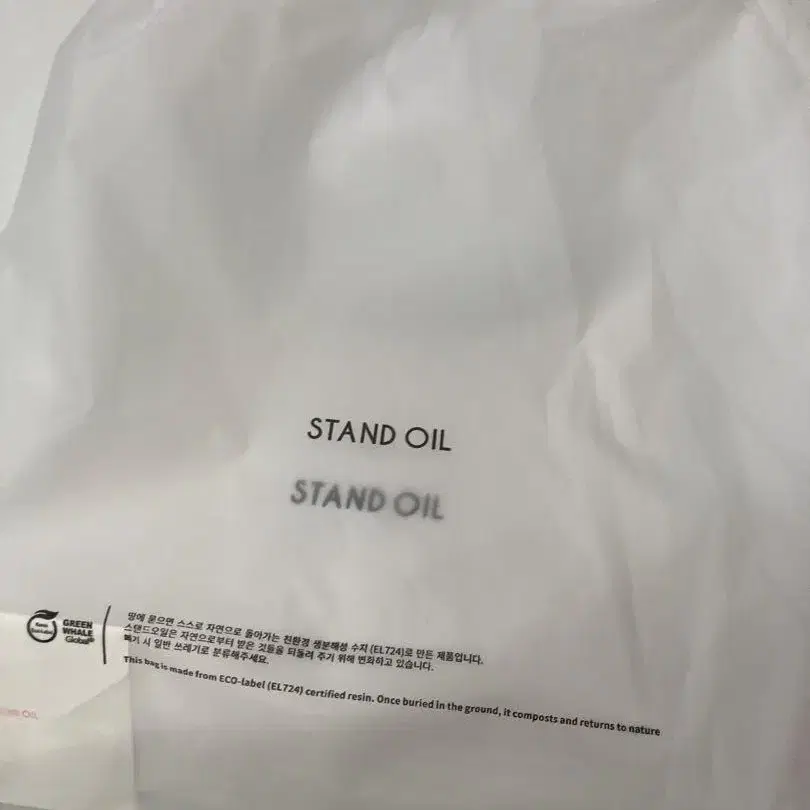 STAND OIL
STAND OIL
GREEN
WHALE
Global
땅에 묻으면 스스로 자연으로 돌아가는 친환경 생분해성 수지 (EL724)로 만든 제품입니다.
스탠드오일은 자연으로부터 받은 것들을 되돌려 주기 위해 변화하고 있습니다.
폐기 시 일반 쓰레기로 분류해주세요.
This bag is made from ECO-label (EL724) certified resin. Once buried in the ground, it composts and returns to nature
OIL